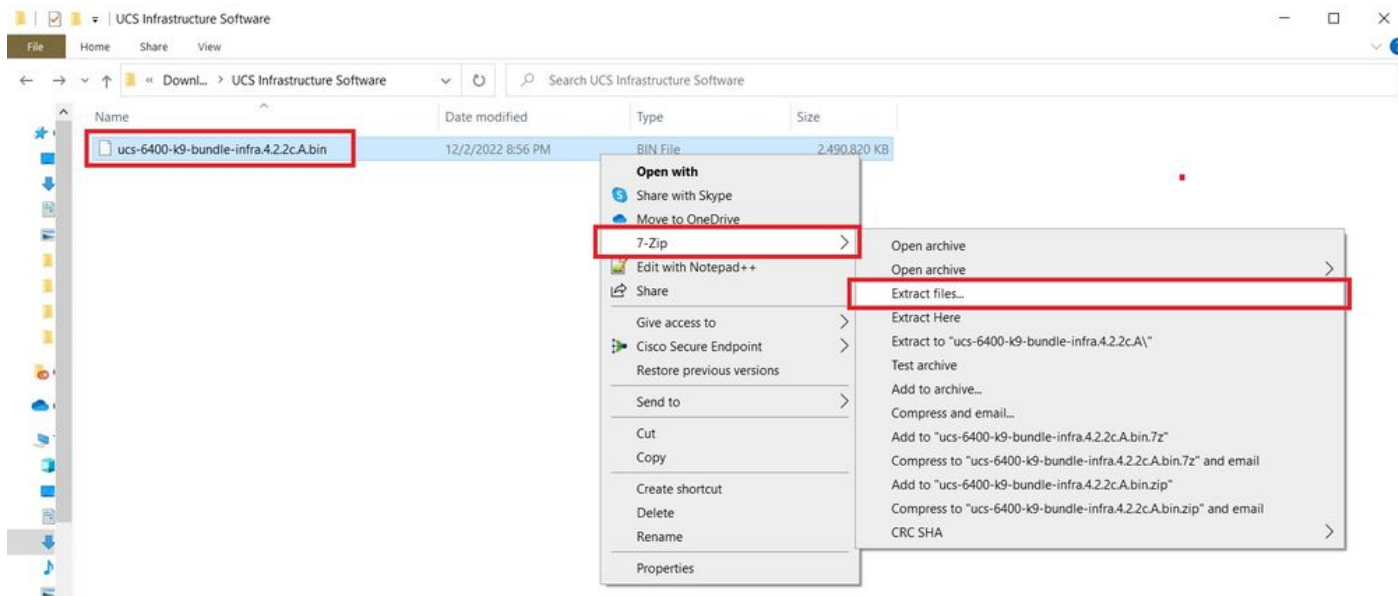 UCS Infrastructure Software
File Home Share View
« Downl... > UCS Infrastructure Software
Search UCS Infrastructure Software
Name Date modified Type Size
ucs-6400-k9-bundle-infra.4.2.2c.A.bin 12/2/2022 8:56 PM BIN File 2.490.820 KB
Open with
Share with Skype
Move to OneDrive
7-Zip
Edit with Notepad++
Share
Give access to
Cisco Secure Endpoint
Restore previous versions
Send to
Cut
Copy
Create shortcut
Delete
Rename
Properties
Open archive
Open archive
Extract files...
Extract Here
Extract to "ucs-6400-k9-bundle-infra.4.2.2c.A\"
Test archive
Add to archive...
Compress and email...
Add to "ucs-6400-k9-bundle-infra.4.2.2c.A.bin.7z"
Compress to "ucs-6400-k9-bundle-infra.4.2.2c.A.bin.7z" and email
Add to "ucs-6400-k9-bundle-infra.4.2.2c.A.bin.zip"
Compress to "ucs-6400-k9-bundle-infra.4.2.2c.A.bin.zip" and email
CRC SHA